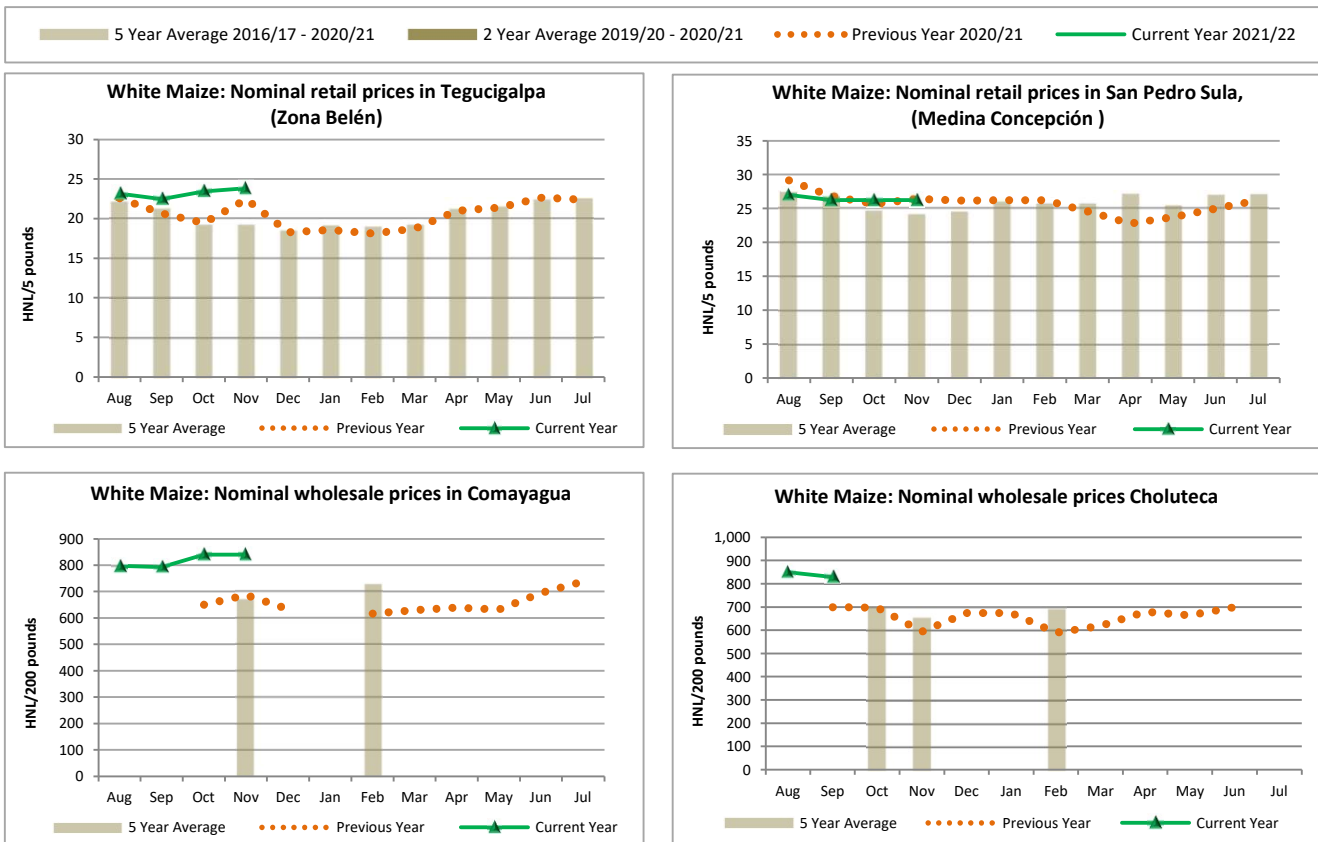 5 Year Average 2016/17 - 2020/21 2 Year Average 2019/20 - 2020/21 Previous Year 2020/21 Current Year 2021/22
White Maize: Nominal retail prices in Tegucigalpa
(Zona Belén)
30
25
20
15
10
5
0
HNL/5 pounds
Aug Sep Oct Nov Dec Jan Feb Mar Apr May Jun Jul
5 Year Average Previous Year Current Year
White Maize: Nominal retail prices in San Pedro Sula,
(Medina Concepción )
35
30
25
20
15
10
5
0
HNL/5 pounds
Aug Sep Oct Nov Dec Jan Feb Mar Apr May Jun Jul
5 Year Average Previous Year Current Year
White Maize: Nominal wholesale prices in Comayagua
900
800
700
600
500
400
300
200
100
0
HNL/200 pounds
Aug Sep Oct Nov Dec Jan Feb Mar Apr May Jun Jul
5 Year Average Previous Year Current Year
White Maize: Nominal wholesale prices Choluteca
1,000
900
800
700
600
500
400
300
200
100
0
HNL/200 pounds
Aug Sep Oct Nov Dec Jan Feb Mar Apr May Jun Jul
5 Year Average Previous Year Current Year